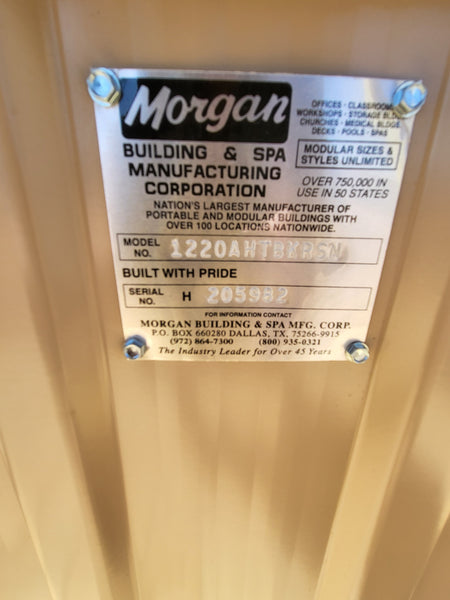 Morgan
OFFICES · CLASSROOMS
WORKSHOPS · STORAGE BLDG
CHURCHES · MEDICAL BLDGS
DECKS · POOLS · SPAS
BUILDING & SPA
MANUFACTURING
CORPORATION
MODULAR SIZES &
STYLES UNLIMITED
OVER 750,000 IN
USE IN 50 STATES
NATION'S LARGEST MANUFACTURER OF
PORTABLE AND MODULAR BUILDINGS WITH
OVER 100 LOCATIONS NATIONWIDE.
MODEL NO. 1220AHTBKRSN
BUILT WITH PRIDE
SERIAL NO. H 205982
FOR INFORMATION CONTACT
MORGAN BUILDING & SPA MFG. CORP.
P.O. BOX 660280 DALLAS, TX. 75266-9915
(972) 864-7300 (800) 935-0321
The Industry Leader for Over 45 Years